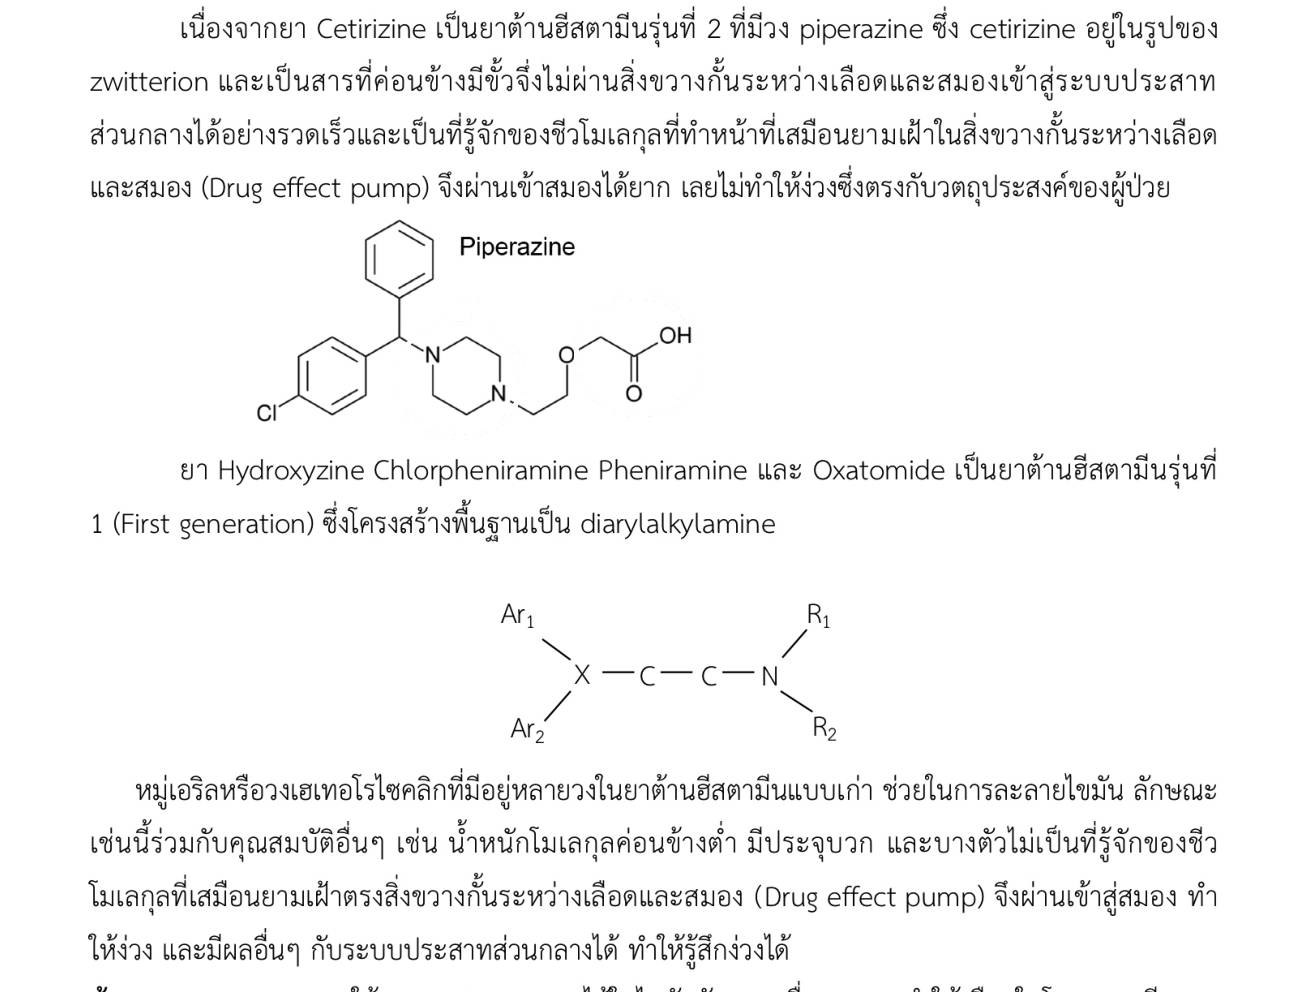 เนื่องจากยา Cetirizine เป็นยาต้านฮีสตามีนรุ่นที่ 2 ที่มีวง piperazine ซึ่ง cetirizine อยู่ในรูปของ
zwitterion และเป็นสารที่ค่อนข้างมีขั้วจึงไม่ผ่านสิ่งขวางกั้นระหว่างเลือดและสมองเข้าสู่ระบบประสาท
ส่วนกลางได้อย่างรวดเร็วและเป็นที่รู้จักของชีวโมเลกุลที่ทำหน้าที่เสมือนยามเฝ้าในสิ่งขวางกั้นระหว่างเลือด
และสมอง (Drug effect pump) จึงผ่านเข้าสมองได้ยาก เลยไม่ทำให้ง่วงซึ่งตรงกับวตถุประสงค์ของผู้ป่วย
Piperazine
OH
O
N
O
N
Cl
ยา Hydroxyzine Chlorpheniramine Pheniramine และ Oxatomide เป็นยาต้านฮีสตามีนรุ่นที่
1 (First generation) ซึ่งโครงสร้างพื้นฐานเป็น diarylalkylamine
Ar1 R1
X C C N
Ar2 R2
หมู่เอริลหรือวงเฮเทอโรไซคลิกที่มีอยู่หลายวงในยาต้านฮีสตามีนแบบเก่า ช่วยในการละลายไขมัน ลักษณะ
เช่นนี้ร่วมกับคุณสมบัติอื่นๆ เช่น น้ำหนักโมเลกุลค่อนข้างต่ำ มีประจุบวก และบางตัวไม่เป็นที่รู้จักของชีว
โมเลกุลที่เสมือนยามเฝ้าตรงสิ่งขวางกั้นระหว่างเลือดและสมอง (Drug effect pump) จึงผ่านเข้าสู่สมอง ทำ
ให้ง่วง และมีผลอื่นๆ กับระบบประสาทส่วนกลางได้ ทำให้รู้สึกง่วงได้